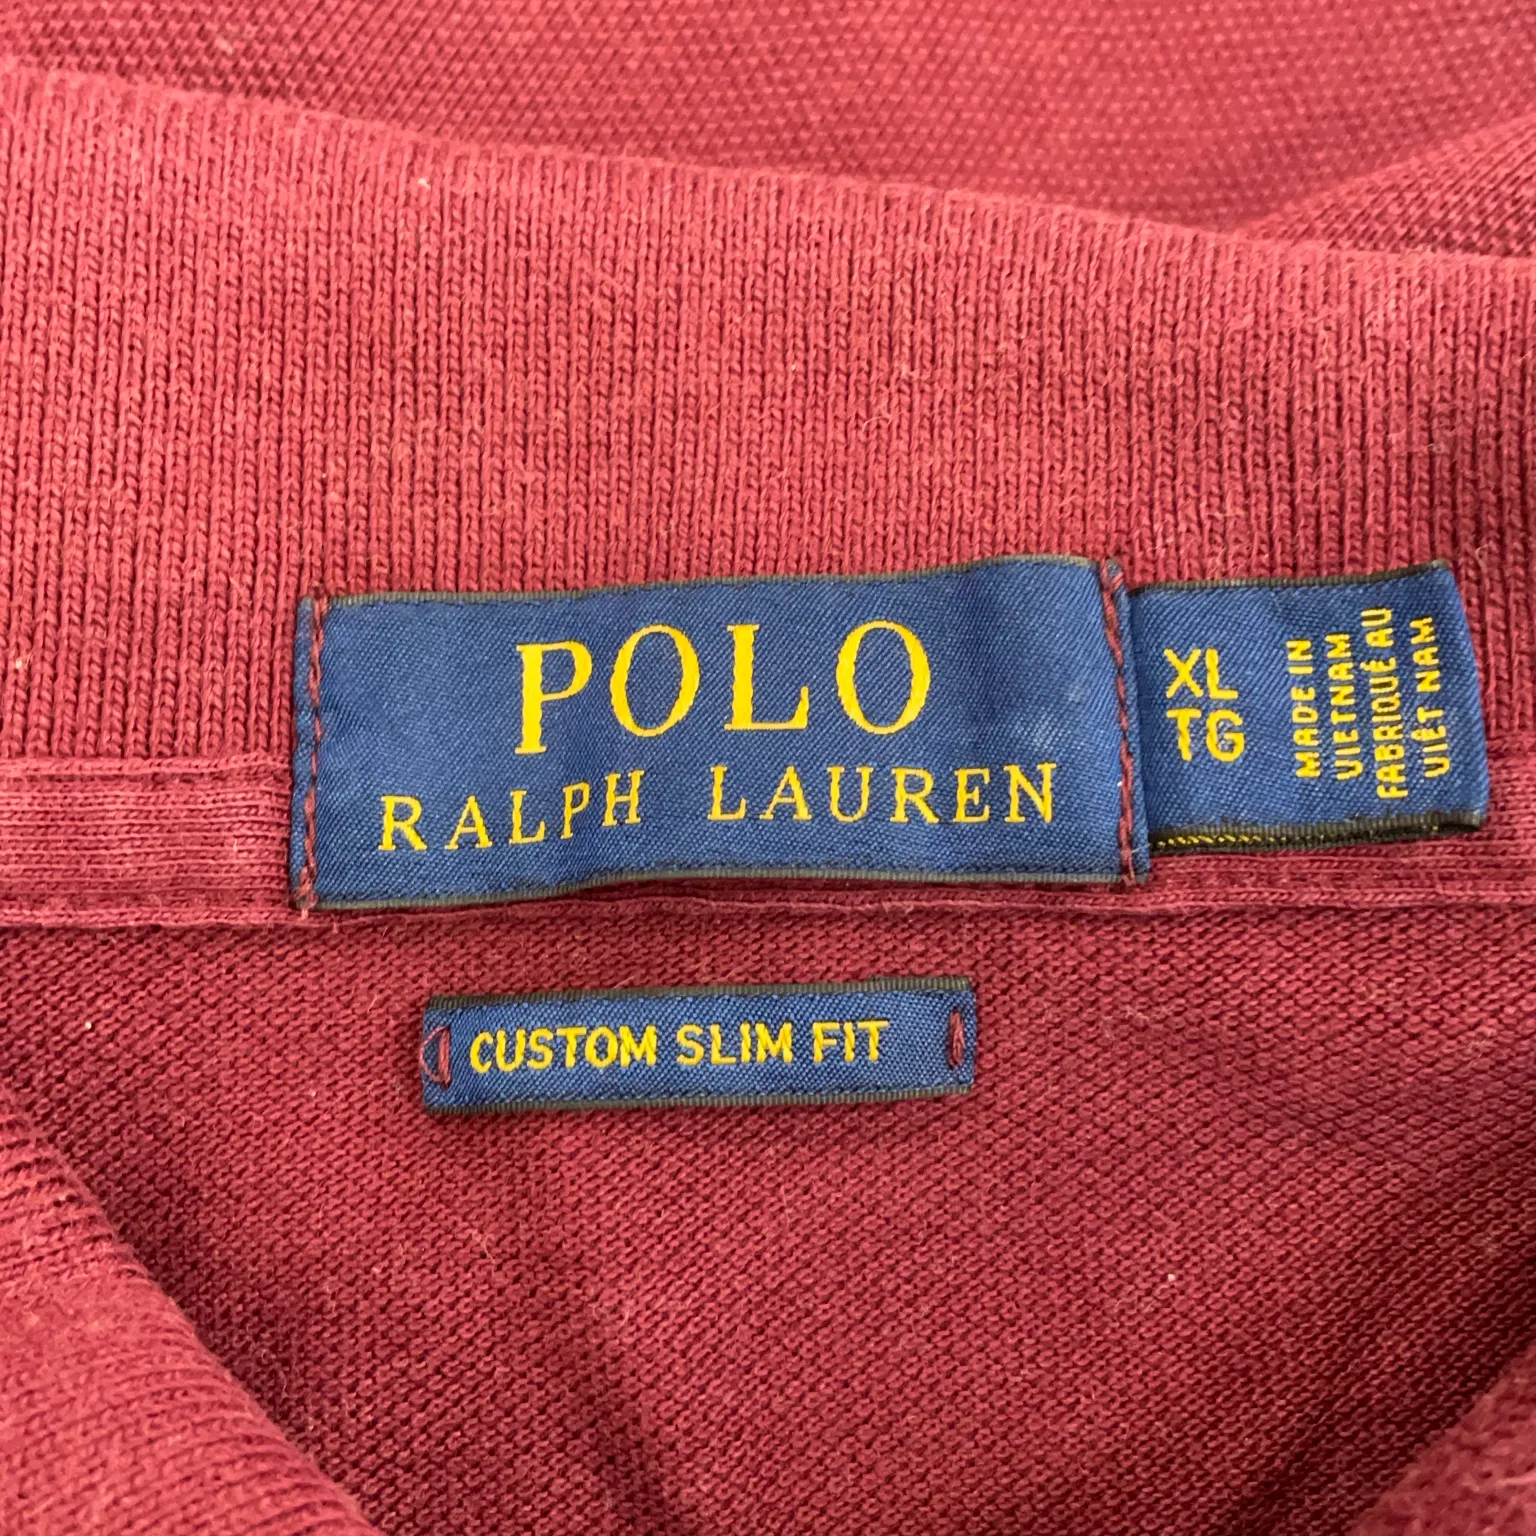 POLO
RALPH LAUREN
XL
TG
MADE IN
VIETNAM
FABRIQUÉ AU
VIÊT NAM
CUSTOM SLIM FIT